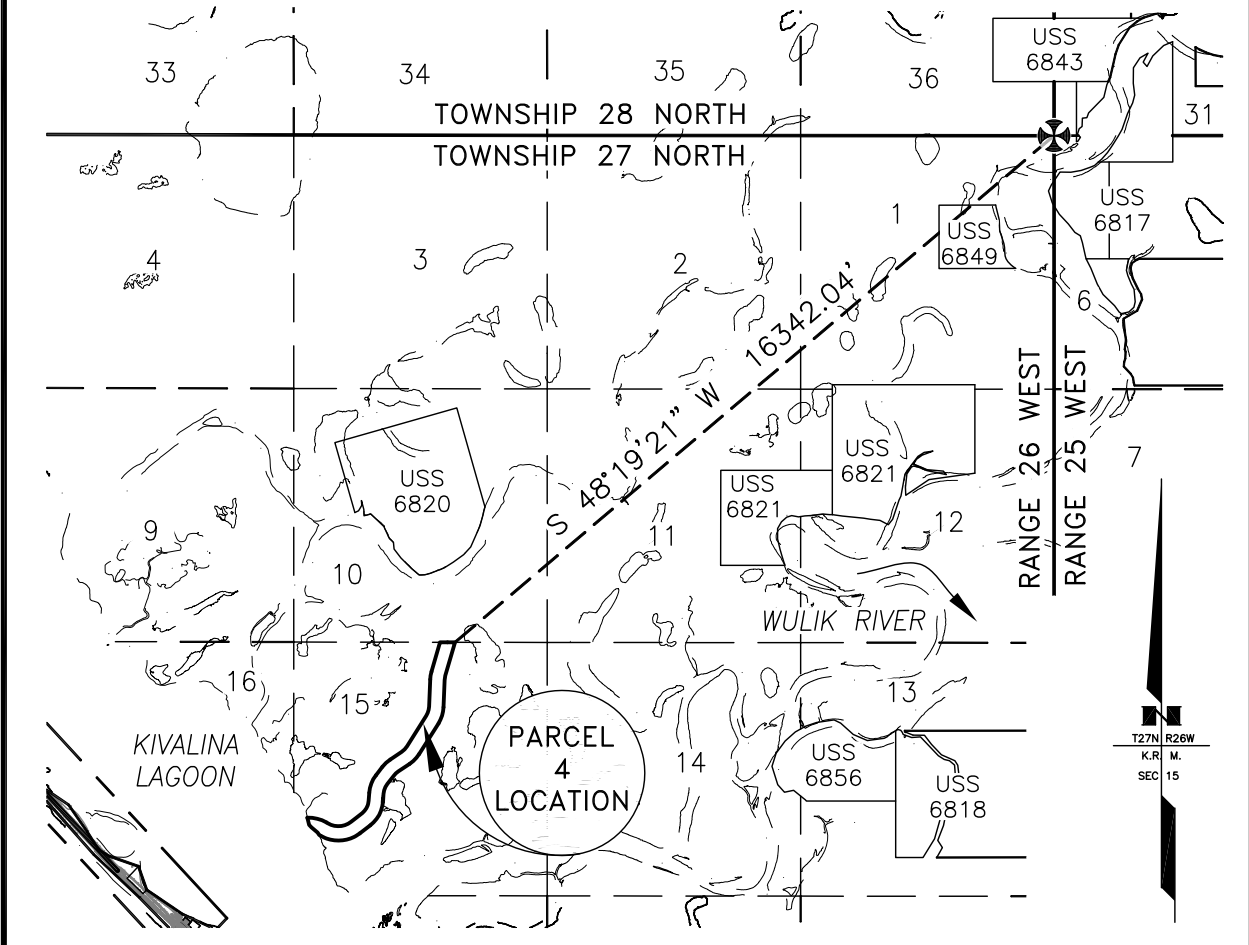 33
34
35
36
USS
6843
31
TOWNSHIP 28 NORTH
TOWNSHIP 27 NORTH
4
3
2
1
USS
6849
USS
6817
6
S 48°19'21" W 16342.04'
RANGE 26 WEST
RANGE 25 WEST
USS
6820
USS
6821
USS
6821
7
9
10
11
12
WULIK RIVER
16
15
14
13
KIVALINA
LAGOON
PARCEL
4
LOCATION
USS
6856
USS
6818
N
T27N R26W
K.R. M.
SEC 15